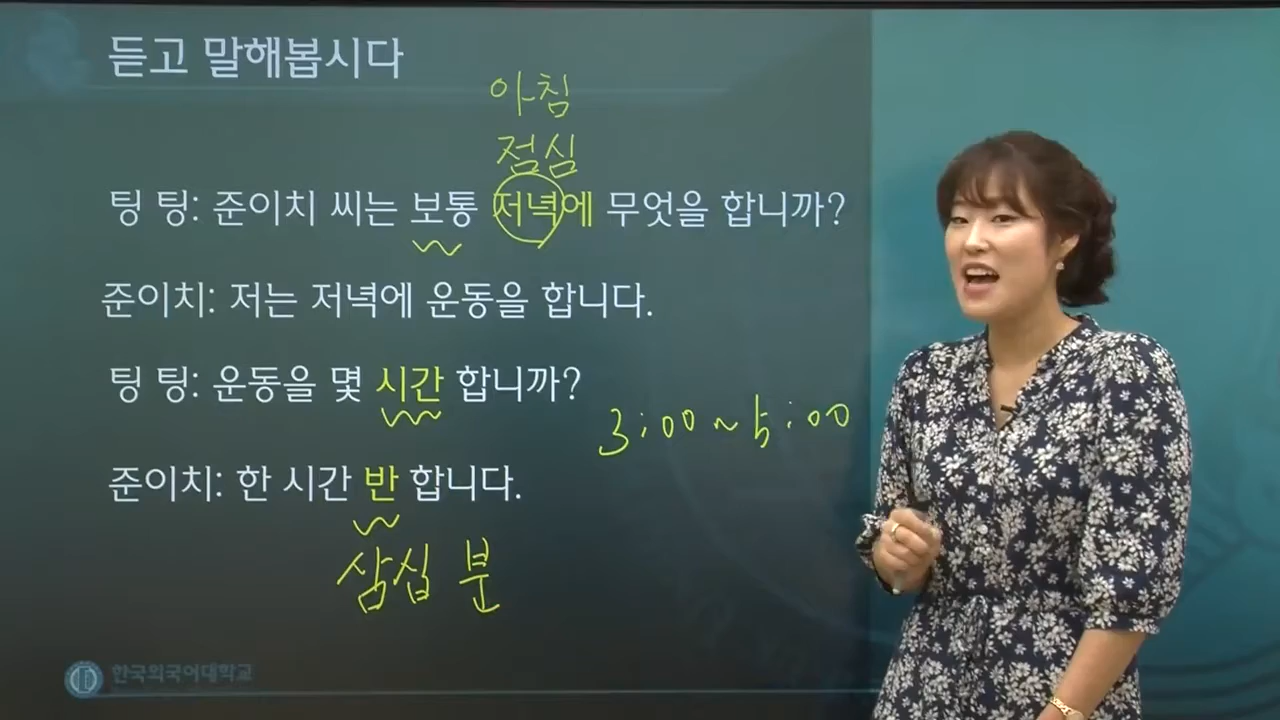 듣고 말해봅시다
아침
점심
팅 팅: 준이치 씨는 보통 저녁에 무엇을 합니까?
준이치: 저는 저녁에 운동을 합니다.
팅 팅: 운동을 몇 시간 합니까?
3:00 ~ 5:00
준이치: 한 시간 반 합니다.
삼십 분
한국외국어대학교